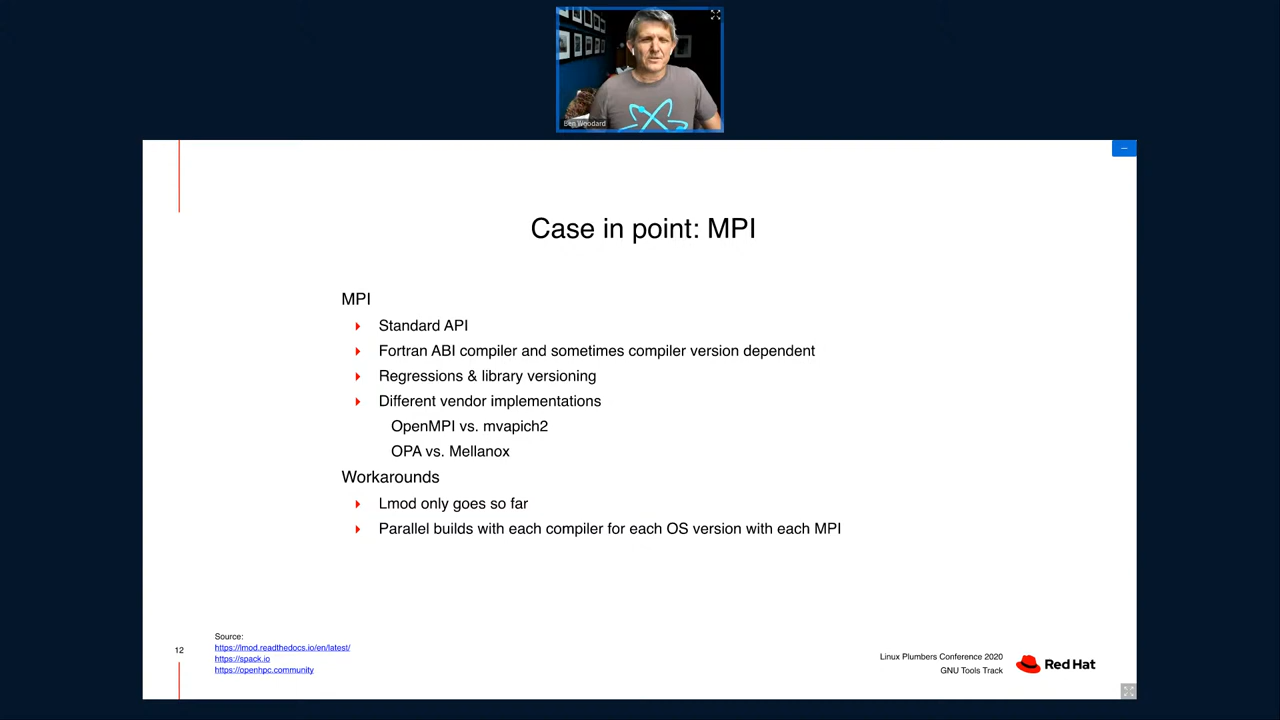 Ben Woodard
Case in point: MPI
MPI
Standard API
Fortran ABI compiler and sometimes compiler version dependent
Regressions & library versioning
Different vendor implementations
OpenMPI vs. mvapich2
OPA vs. Mellanox
Workarounds
Lmod only goes so far
Parallel builds with each compiler for each OS version with each MPI
12
Source:
https://lmod.readthedocs.io/en/latest/
https://spack.io
https://openhpc.community
Linux Plumbers Conference 2020
GNU Tools Track
Red Hat